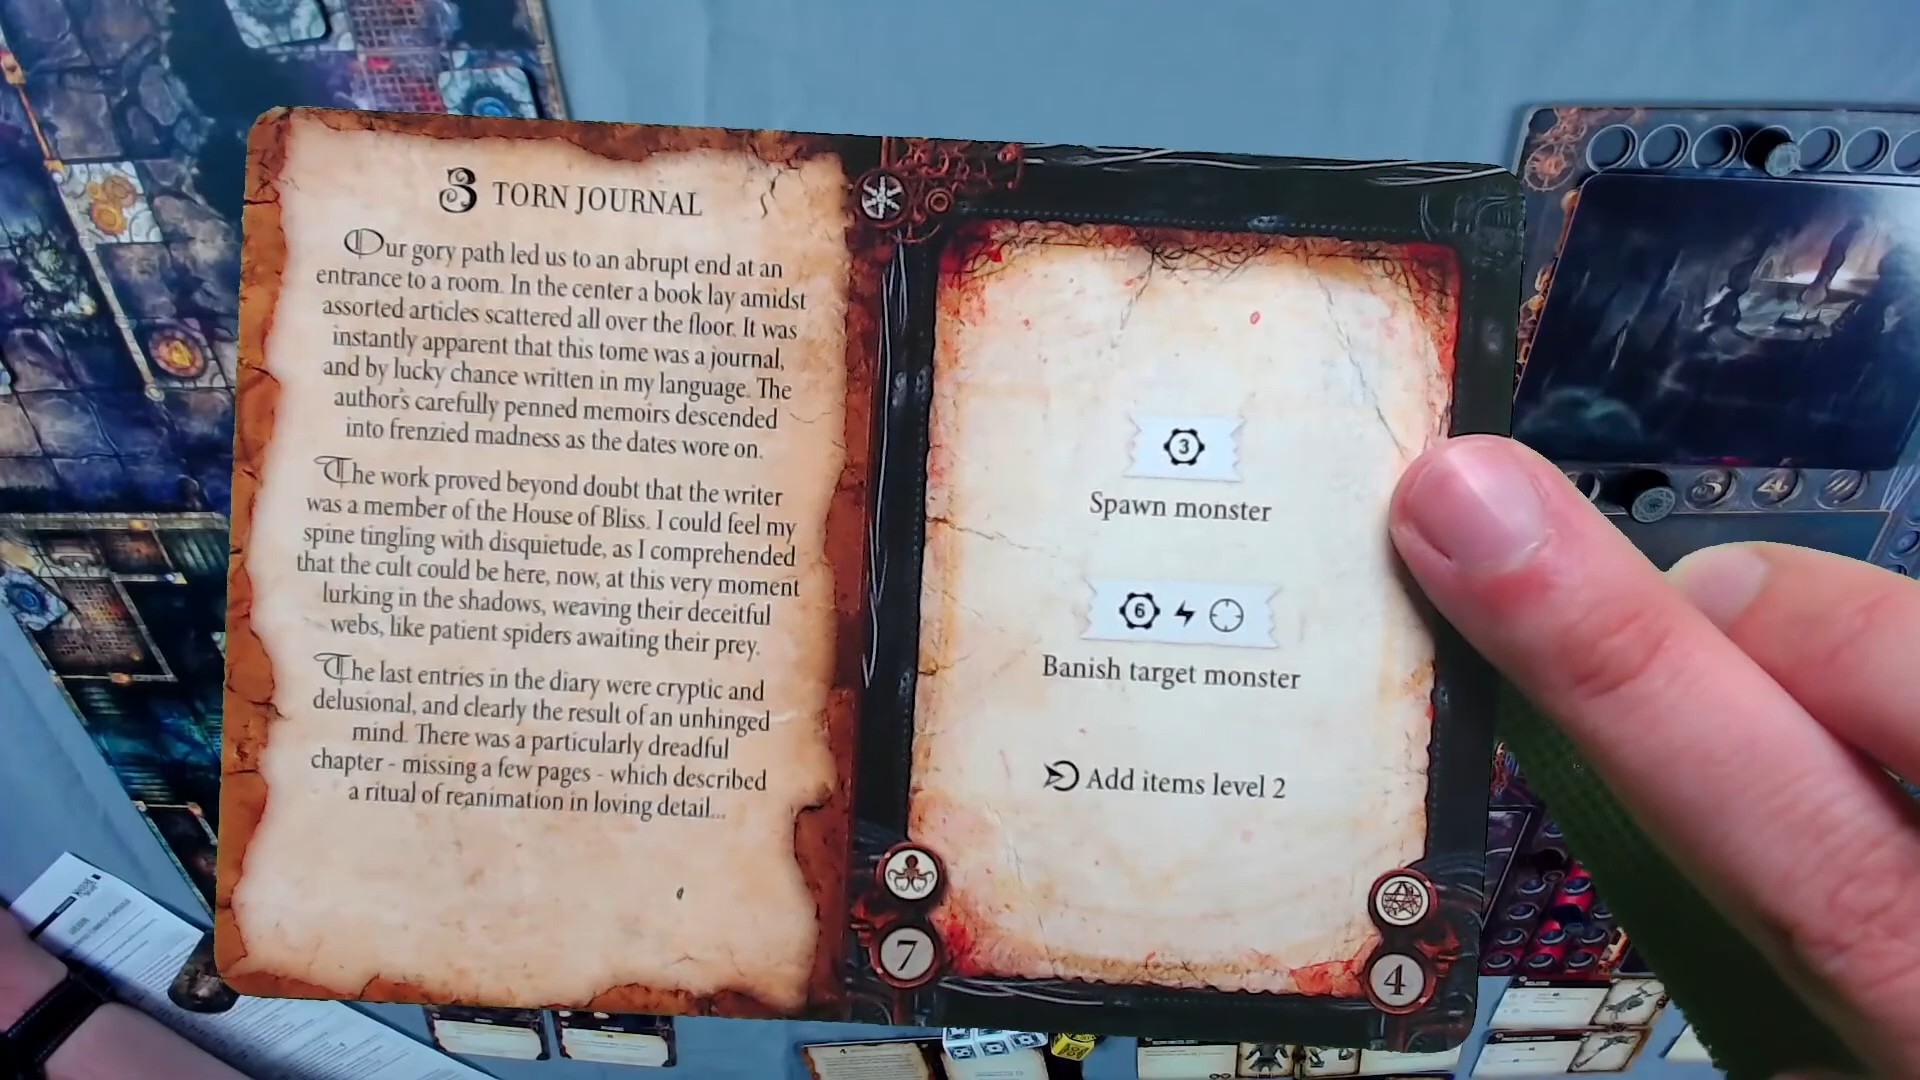 3 TORN JOURNAL
Our gory path led us to an abrupt end at an
entrance to a room. In the center a book lay amidst
assorted articles scattered all over the floor. It was
instantly apparent that this tome was a journal,
and by lucky chance written in my language. The
author's carefully penned memoirs descended
into frenzied madness as the dates wore on.
The work proved beyond doubt that the writer
was a member of the House of Bliss. I could feel my
spine tingling with disquietude, as I comprehended
that the cult could be here, now, at this very moment
lurking in the shadows, weaving their deceitful
webs, like patient spiders awaiting their prey.
The last entries in the diary were cryptic and
delusional, and clearly the result of an unhinged
mind. There was a particularly dreadful
chapter - missing a few pages - which described
a ritual of reanimation in loving detail...
3
Spawn monster
6
Banish target monster
Add items level 2
7
4